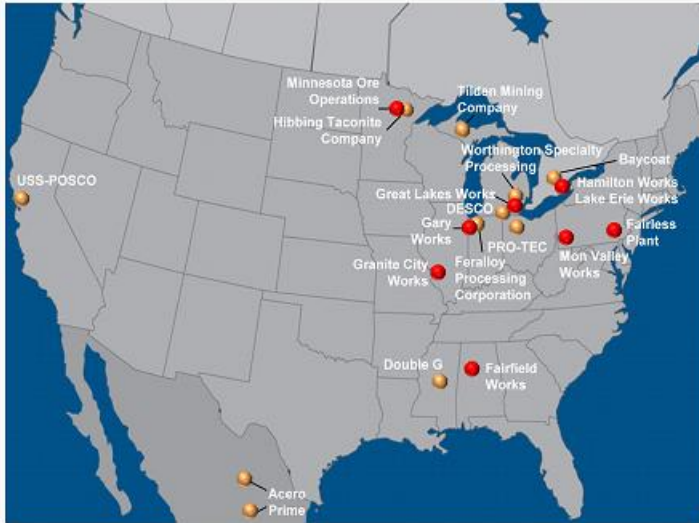 Minnesota Ore
Operations
Hibbing Taconite
Company
Tilden Mining
Company
Worthington Specialty
Processing
Baycoat
USS-POSCO
Great Lakes Works
Hamilton Works
Lake Erie Works
DESCO
Gary
Works
Fairless
Plant
PRO-TEC
Mon Valley
Works
Granite City
Works
Feralloy
Processing
Corporation
Double G
Fairfield
Works
Acero
Prime